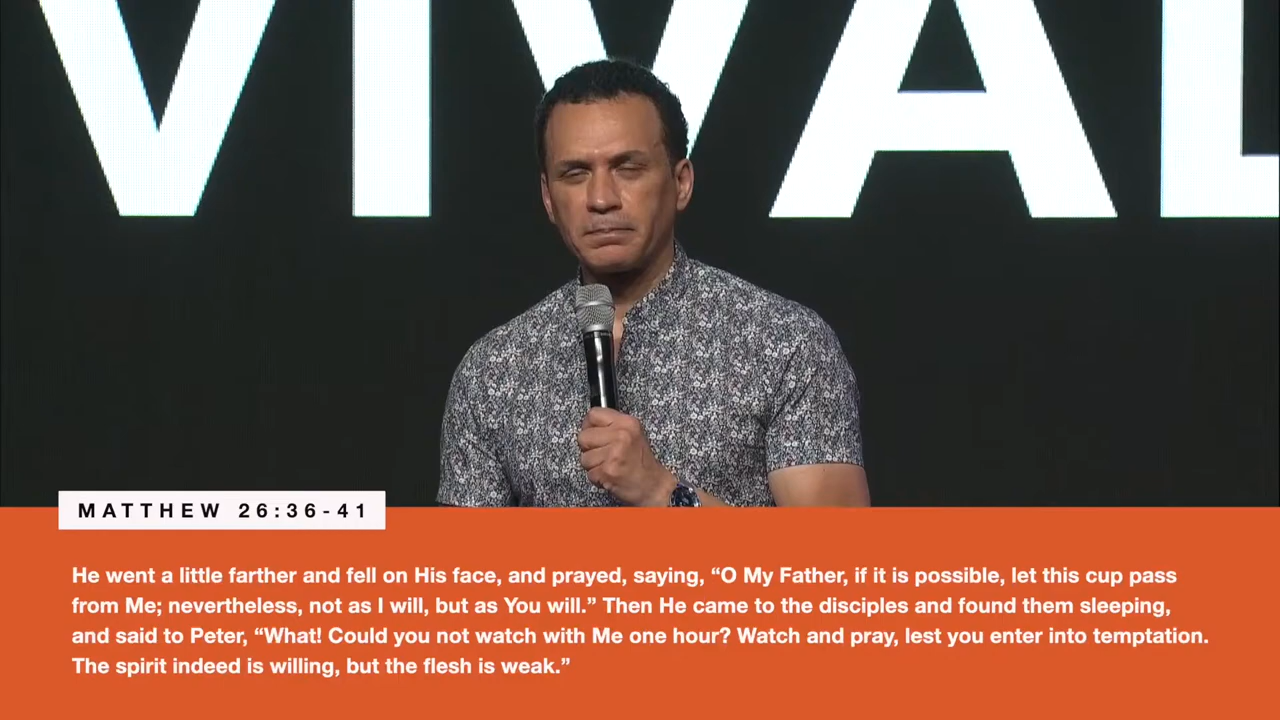 VIVAL
MATTHEW 26:36-41
He went a little farther and fell on His face, and prayed, saying, “O My Father, if it is possible, let this cup pass
from Me; nevertheless, not as I will, but as You will.” Then He came to the disciples and found them sleeping,
and said to Peter, “What! Could you not watch with Me one hour? Watch and pray, lest you enter into temptation.
The spirit indeed is willing, but the flesh is weak.”